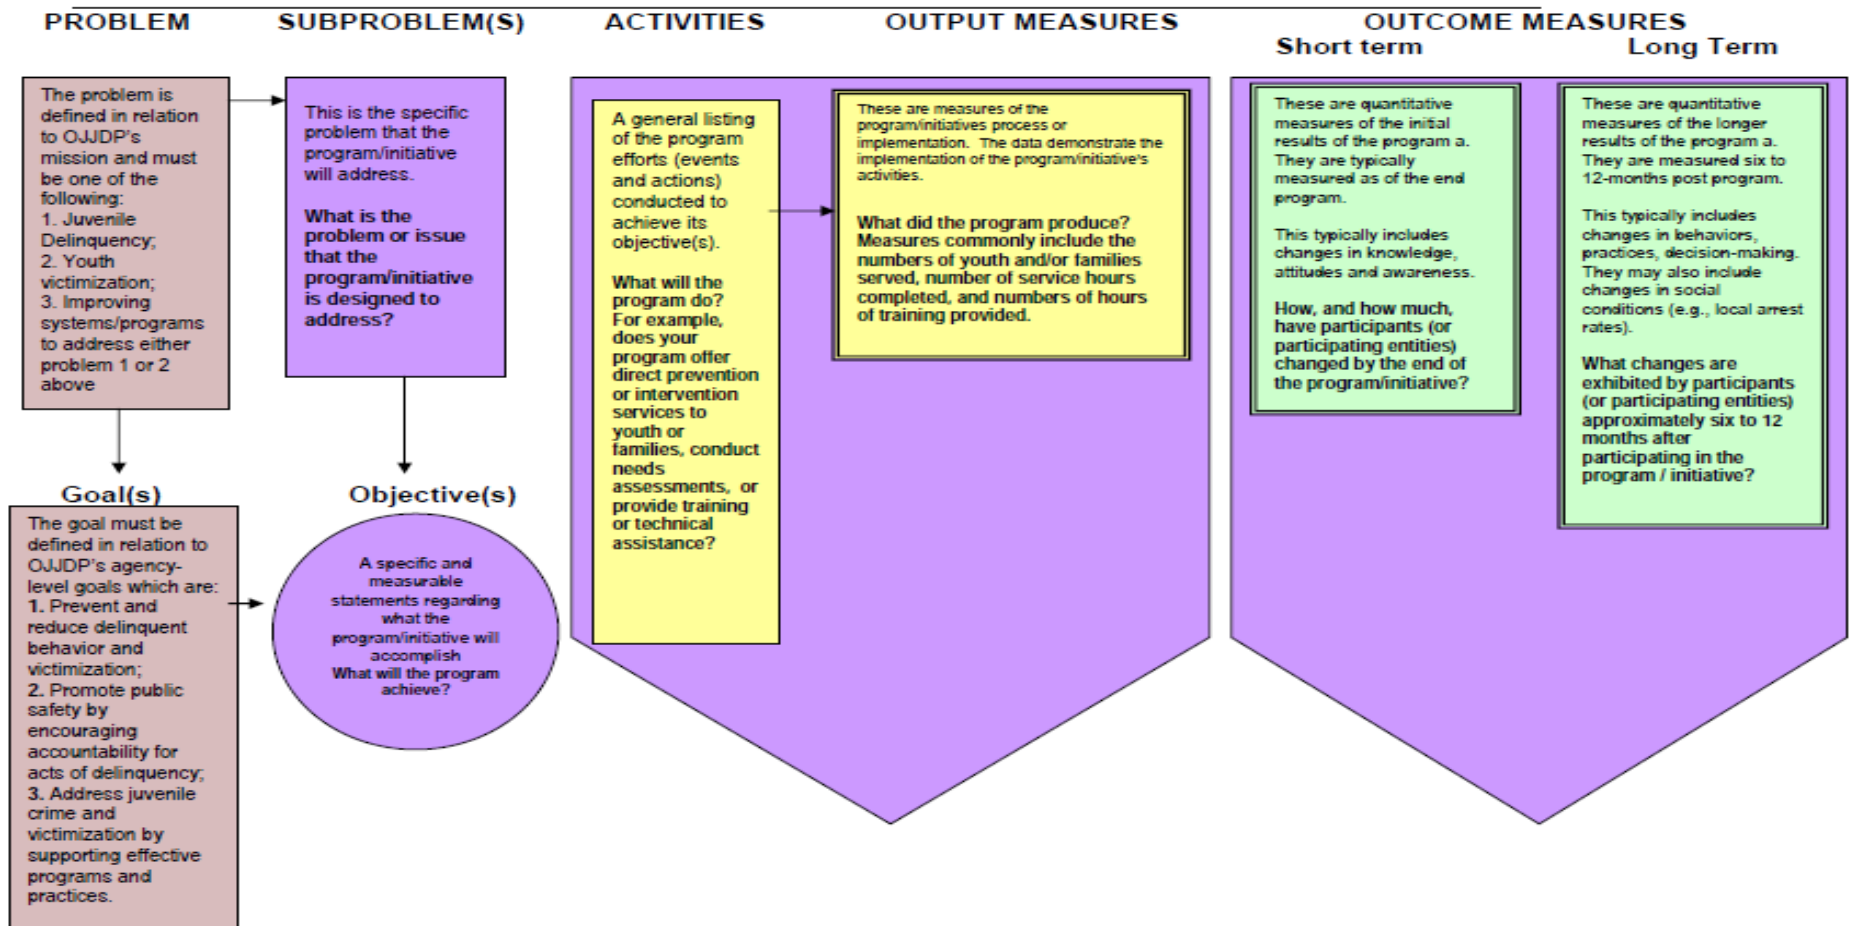 PROBLEM
SUBPROBLEM(S)
ACTIVITIES
OUTPUT MEASURES
OUTCOME MEASURES
Short term
Long Term
The problem is
defined in relation
to OJJDP's
mission and must
be one of the
following:
1. Juvenile
Delinquency;
2. Youth
victimization;
3. Improving
systems/programs
to address either
problem 1 or 2
above
This is the specific
problem that the
program/initiative
will address.
What is the
problem or issue
that the
program/initiative
is designed to
address?
A general listing
of the program
efforts (events
and actions)
conducted to
achieve its
objective(s).
What will the
program do?
For example,
does your
program offer
direct prevention
or intervention
services to
youth or
families, conduct
needs
assessments, or
provide training
or technical
assistance?
These are measures of the
program/initiatives process or
implementation. The data demonstrate the
implementation of the program/initiative's
activities.
What did the program produce?
Measures commonly include the
numbers of youth and/or families
served, number of service hours
completed, and numbers of hours
of training provided.
These are quantitative
measures of the initial
results of the program a.
They are typically
measured as of the end
program.
This typically includes
changes in knowledge,
attitudes and awareness.
How, and how much,
have participants (or
participating entities)
changed by the end of
the program/initiative?
These are quantitative
measures of the longer
results of the program a.
They are measured six to
12-months post program.
This typically includes
changes in behaviors,
practices, decision-making.
They may also include
changes in social
conditions (e.g., local arrest
rates).
What changes are
exhibited by participants
(or participating entities)
approximately six to 12
months after
participating in the
program / initiative?
Goal(s)
The goal must be
defined in relation to
OJJDP's agency-
level goals which are:
1. Prevent and
reduce delinquent
behavior and
victimization;
2. Promote public
safety by
encouraging
accountability for
acts of delinquency;
3. Address juvenile
crime and
victimization by
supporting effective
programs and
practices.
Objective(s)
A specific and
measurable
statements regarding
what the
program/initiative will
accomplish
What will the program
achieve?